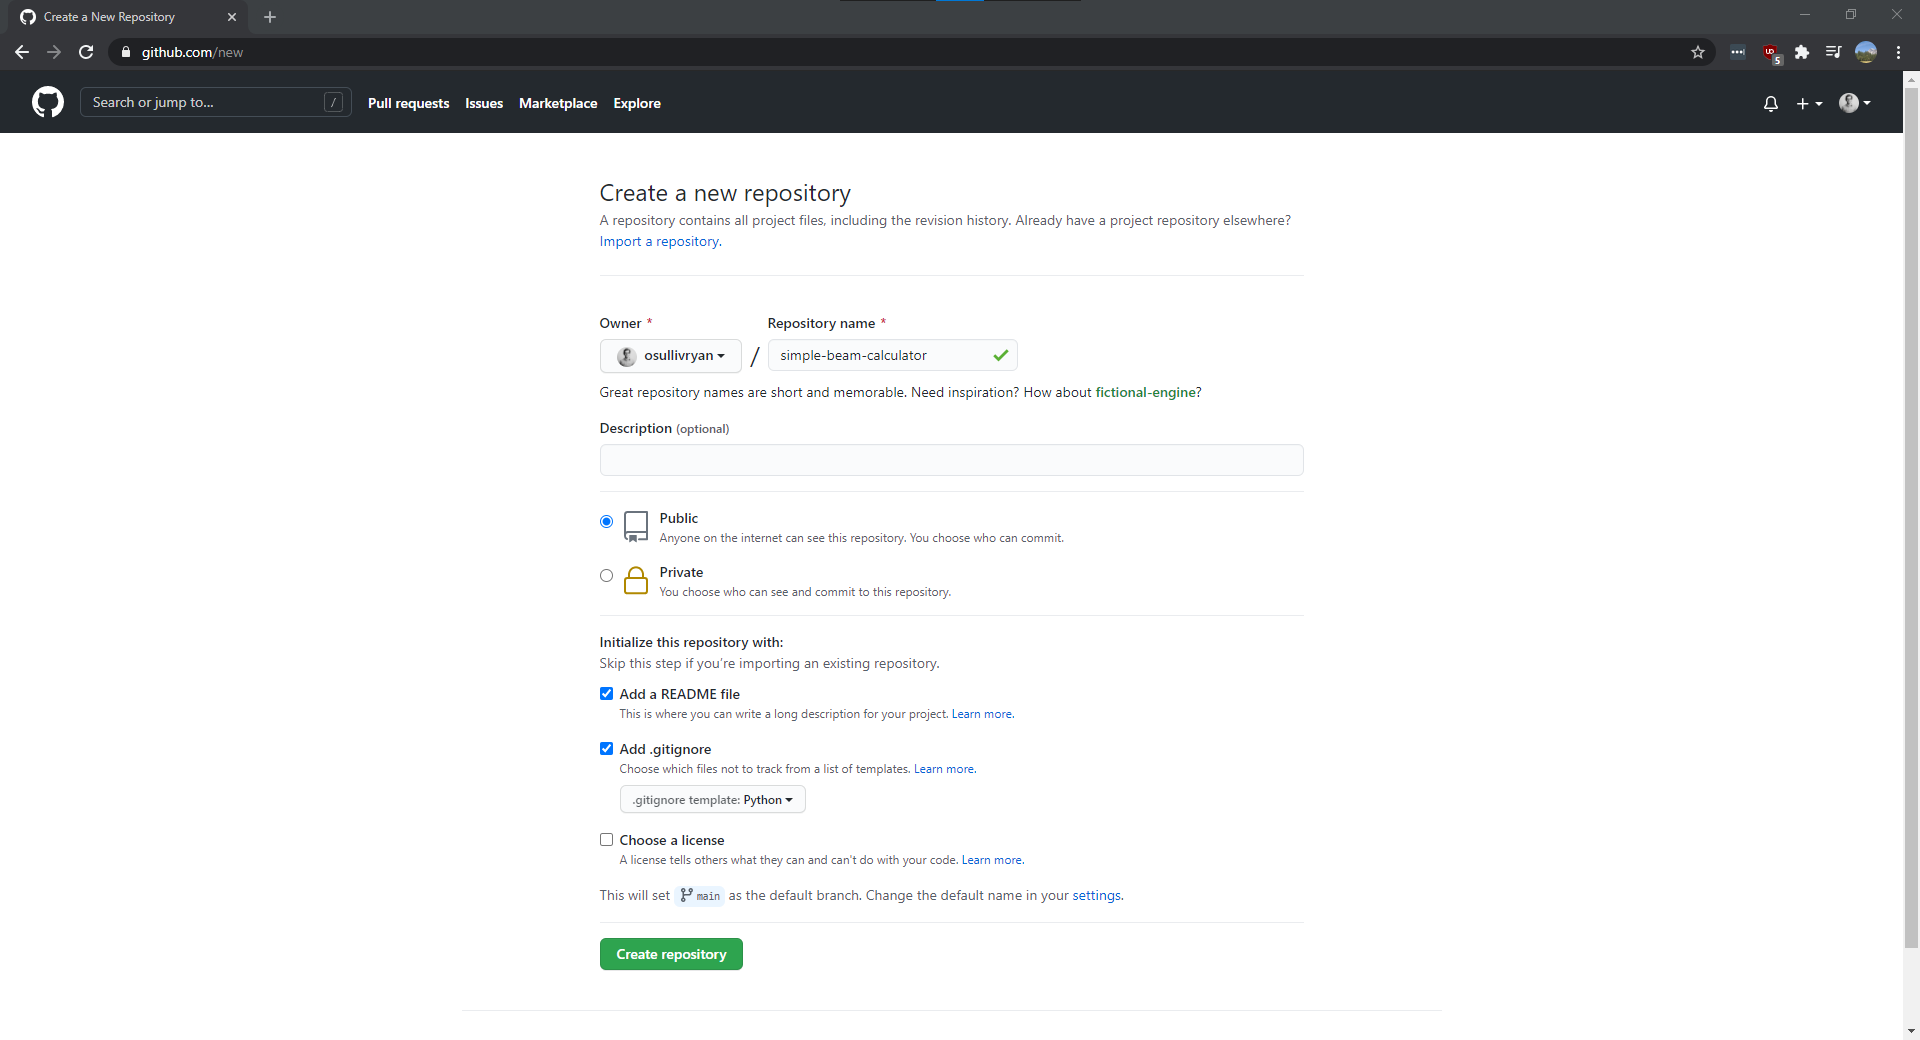 Create a New Repository
github.com/new
5
Search or jump to...
/
Pull requests
Issues
Marketplace
Explore
Create a new repository
A repository contains all project files, including the revision history. Already have a project repository elsewhere?
Import a repository.
Owner *
Repository name *
osullivryan
/
simple-beam-calculator
Great repository names are short and memorable. Need inspiration? How about fictional-engine?
Description (optional)
Public
Anyone on the internet can see this repository. You choose who can commit.
Private
You choose who can see and commit to this repository.
Initialize this repository with:
Skip this step if you’re importing an existing repository.
Add a README file
This is where you can write a long description for your project. Learn more.
Add .gitignore
Choose which files not to track from a list of templates. Learn more.
.gitignore template: Python
Choose a license
A license tells others what they can and can't do with your code. Learn more.
This will set main as the default branch. Change the default name in your settings.
Create repository